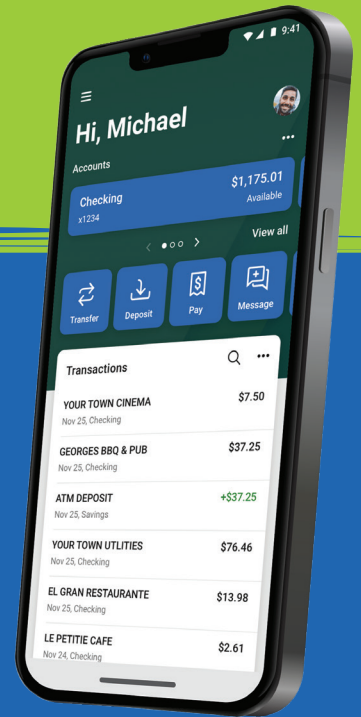 9:41
Hi, Michael
Accounts
Checking
$1,175.01
x1234
Available
View all
Transfer
Deposit
Pay
Message
Transactions
YOUR TOWN CINEMA
$7.50
Nov 25, Checking
GEORGES BBQ & PUB
$37.25
Nov 25, Checking
ATM DEPOSIT
+$37.25
Nov 25, Savings
YOUR TOWN UTLITIES
$76.46
Nov 25, Checking
EL GRAN RESTAURANTE
$13.98
Nov 25, Checking
LE PETITIE CAFE
$2.61
Nov 24, Checking